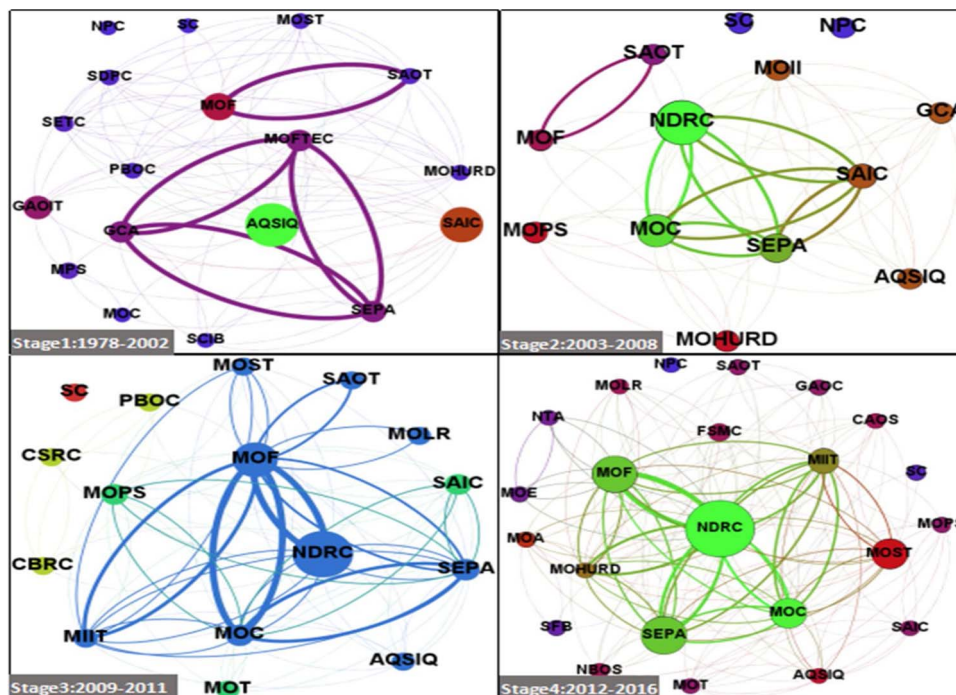 NPC
SC
MOST
SDPC
SAOT
MOF
SETC
MOFTEC
PBOC
MOHURD
GAOIT
GCA
AQSIQ
SAIC
MPS
SEPA
MOC
SCIB
Stage1:1978-2002
SC
NPC
SAOT
MOII
NDRC
GCA
MOF
SAIC
MOPS
MOC
SEPA
AQSIQ
MOHURD
Stage2:2003-2008
MOST
SC
PBOC
SAOT
MOLR
CSRC
MOF
MOPS
SAIC
NDRC
CBRC
SEPA
MIIT
MOC
AQSIQ
MOT
Stage3:2009-2011
NPC
SAOT
MOLR
GAOC
NTA
CAOS
FSMC
MIIT
MOF
SC
MOE
NDRC
MOPS
MOA
MOST
MOHURD
MOC
SFB
SEPA
SAIC
NBOS
AQSIQ
MOT
Stage4:2012-2016